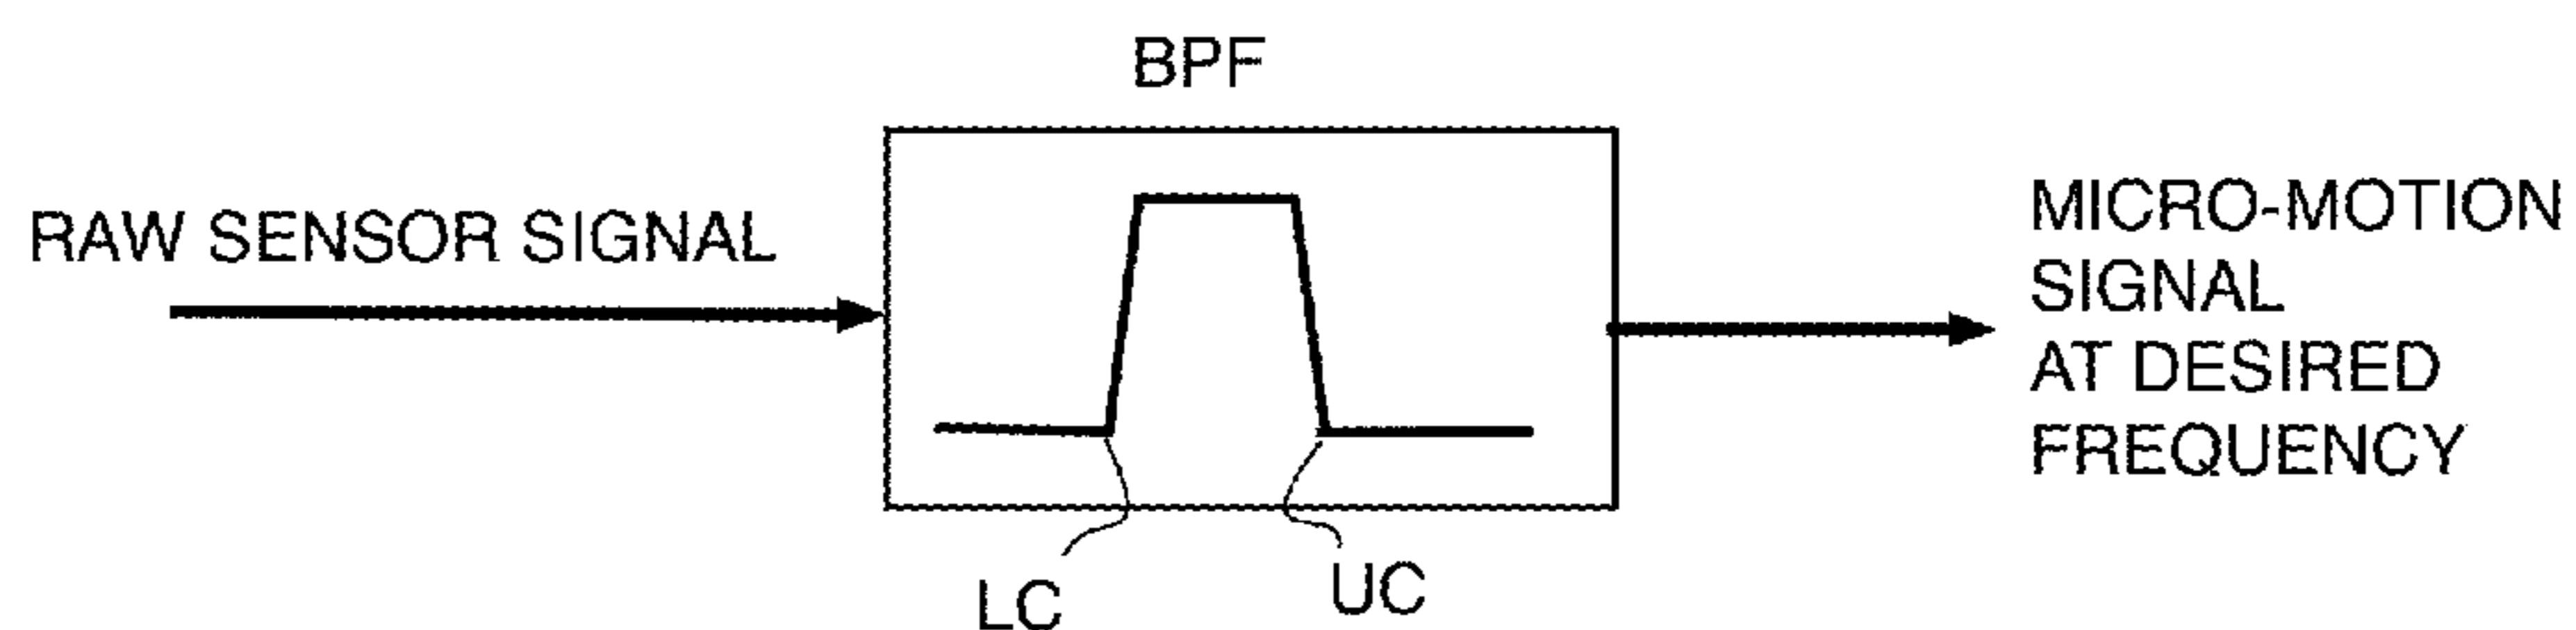 BPF
RAW SENSOR SIGNAL
MICRO-MOTION
SIGNAL
AT DESIRED
FREQUENCY
LC
UC